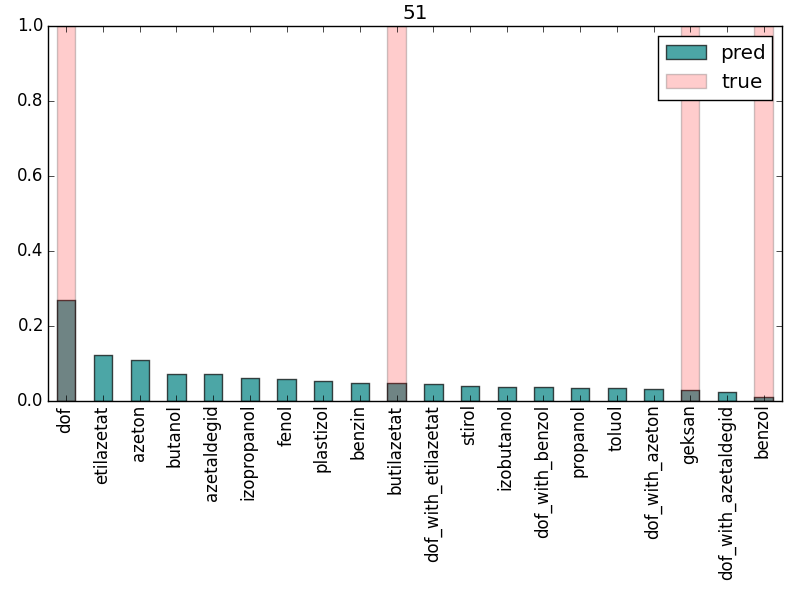 51
1.0
0.8
0.6
0.4
0.2
0.0
pred
true
dof
etilazetat
azeton
butanol
azetaldegid
izopropanol
fenol
plastizol
benzin
butilazetat
dof_with_etilazetat
stirol
izobutanol
dof_with_benzol
propanol
toluol
dof_with_azeton
geksan
dof_with_azetaldegid
benzol